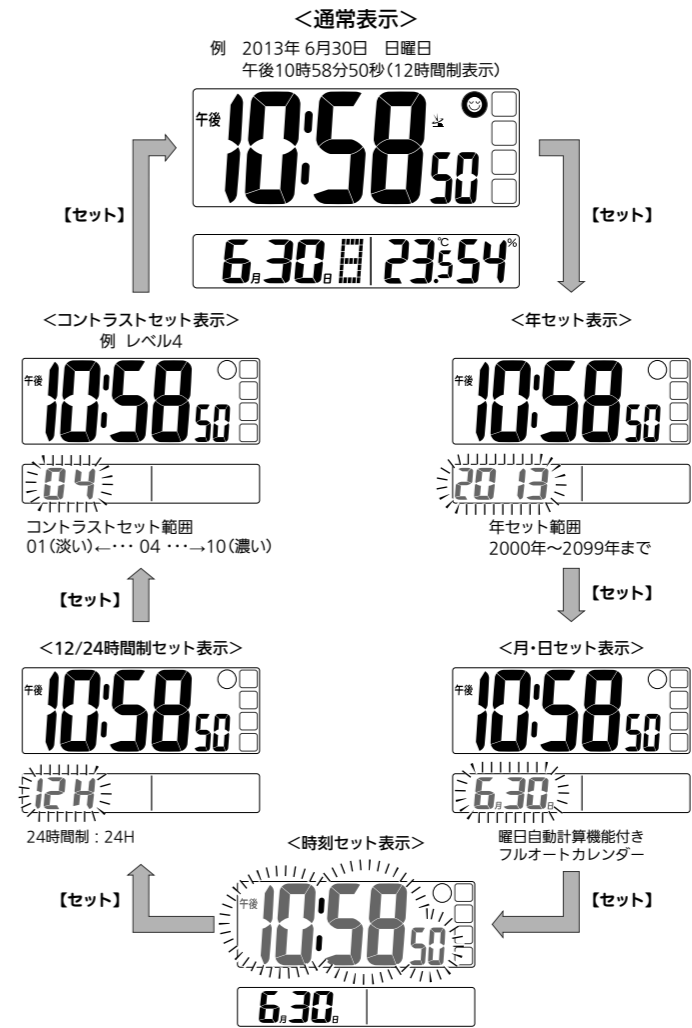 ＜通常表示＞
例 2013年 6月30日 日曜日
午後10時58分50秒（12時間制表示）
午後 10:58 50
6月30日 日 23.5℃ 54%
【セット】
【セット】
＜コントラストセット表示＞
例 レベル4
午後 10:58 50
04
コントラストセット範囲
01（淡い）←･･･ 04 ･･･→10（濃い）
＜年セット表示＞
午後 10:58 50
2013
年セット範囲
2000年～2099年まで
【セット】
【セット】
＜12/24時間制セット表示＞
午後 10:58 50
12H
24時間制：24H
＜月・日セット表示＞
午後 10:58 50
6月30日
曜日自動計算機能付き
フルオートカレンダー
【セット】
【セット】
＜時刻セット表示＞
午後 10:58 50
6月30日